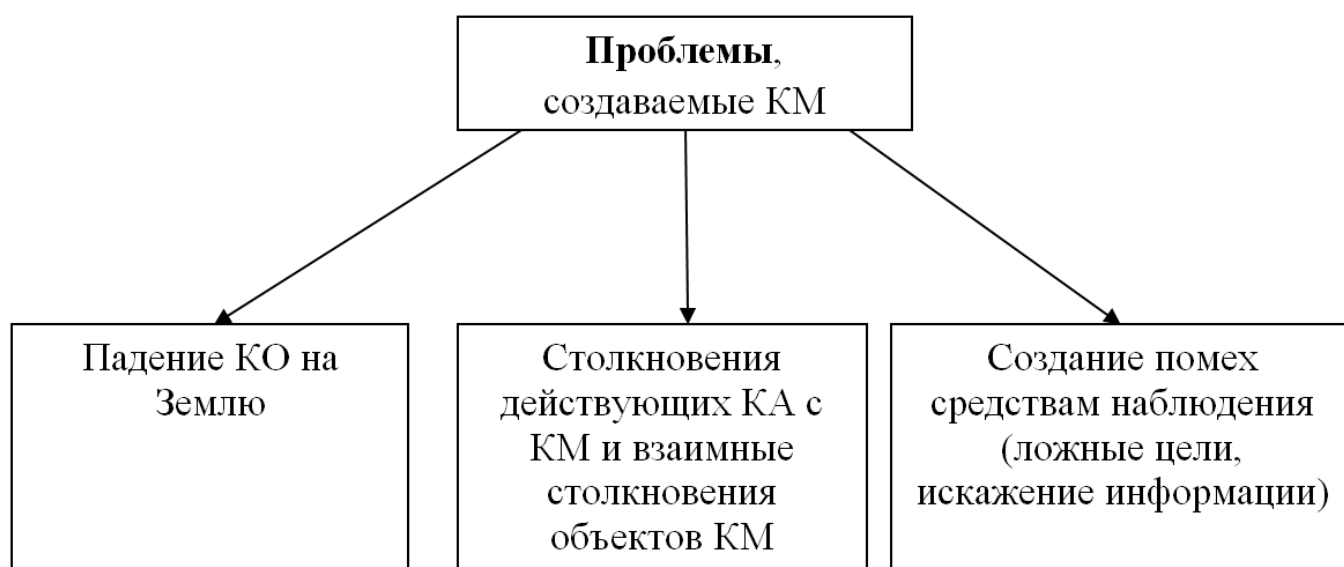 Проблемы,
создаваемые КМ
Падение КО на
Землю
Столкновения
действующих КА с
КМ и взаимные
столкновения
объектов КМ
Создание помех
средствам наблюдения
(ложные цели,
искажение информации)